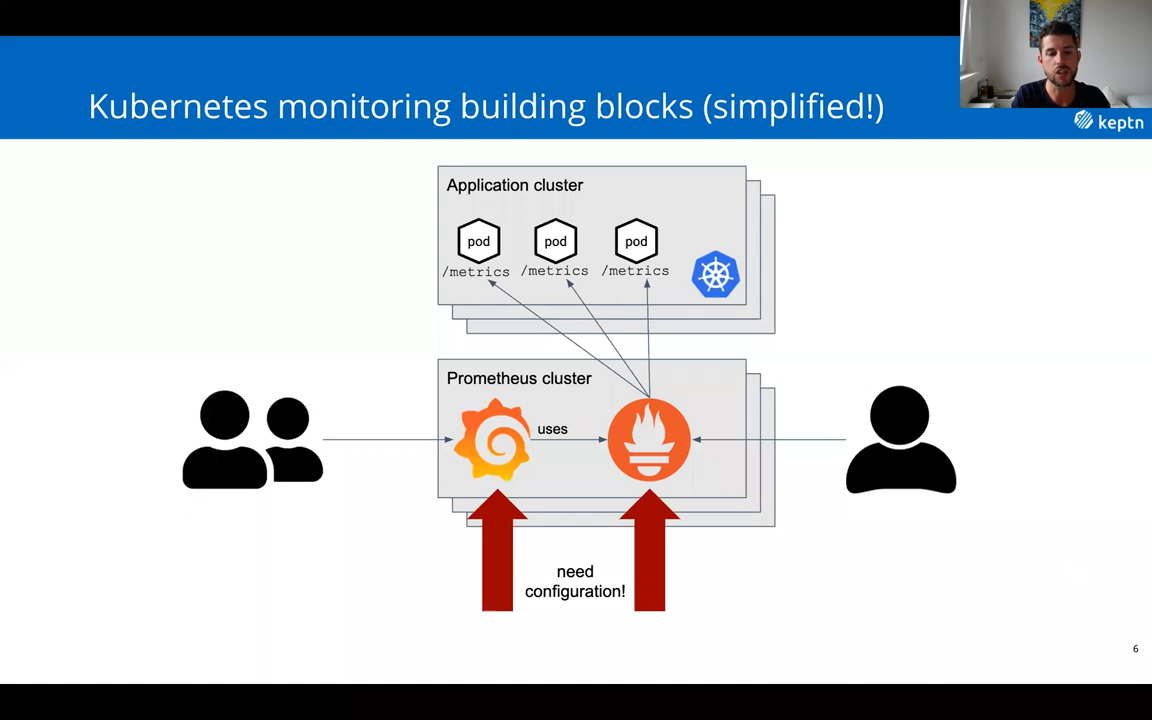 Kubernetes monitoring building blocks (simplified!)
keptn
Application cluster
pod
pod
pod
/metrics
/metrics
/metrics
Prometheus cluster
uses
need
configuration!
6